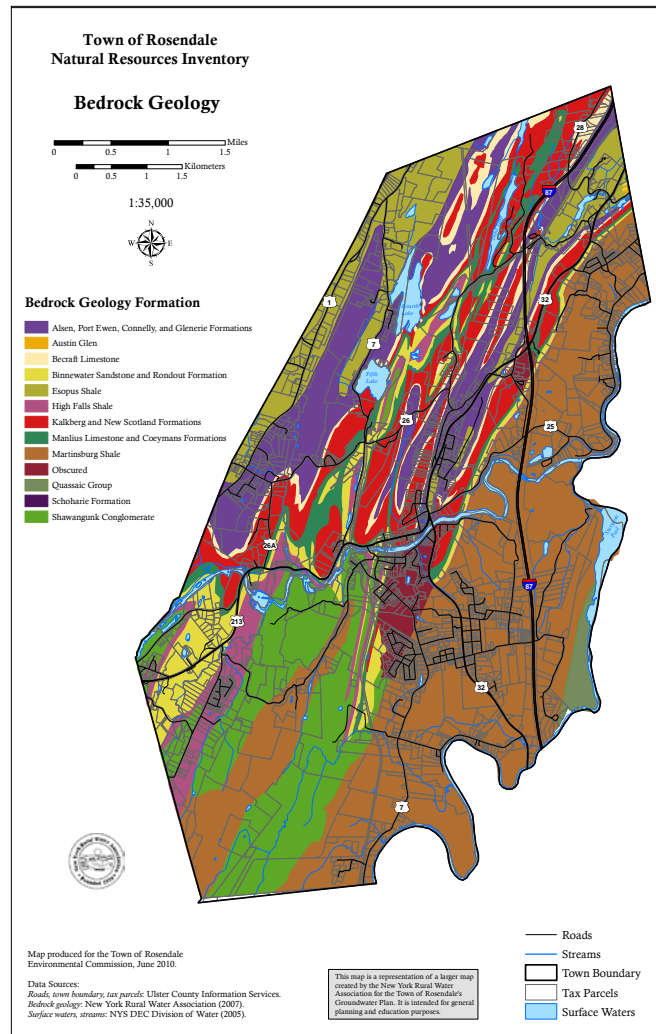 Town of Rosendale
Natural Resources Inventory
Bedrock Geology
Miles
0 0.5 1 1.5
Kilometers
0 0.5 1 1.5
1:35,000
N
W E
S
Bedrock Geology Formation
Alsen, Port Ewen, Connelly, and Glenerie Formations
Austin Glen
Becraft Limestone
Binnewater Sandstone and Rondout Formation
Esopus Shale
High Falls Shale
Kalkberg and New Scotland Formations
Manlius Limestone and Coeymans Formations
Martinsburg Shale
Obscured
Quassaic Group
Schoharie Formation
Shawangunk Conglomerate
28
87
1
32
7
Fourth
Lake
Fifth
Lake
26
25
26A
87
213
32
7
Map produced for the Town of Rosendale
Environmental Commission, June 2010.
Data Sources:
Roads, town boundary, tax parcels: Ulster County Information Services.
Bedrock geology: New York Rural Water Association (2007).
Surface waters, streams: NYS DEC Division of Water (2005).
This map is a representation of a larger map
created by the New York Rural Water
Association for the Town of Rosendale's
Groundwater Plan. It is intended for general
planning and education purposes.
Roads
Streams
Town Boundary
Tax Parcels
Surface Waters